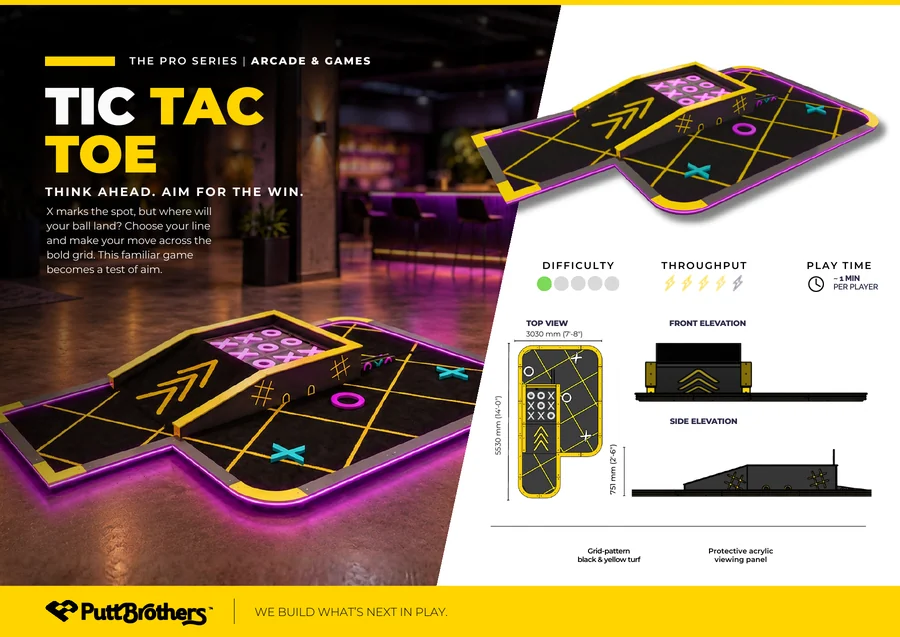 THE PRO SERIES | ARCADE & GAMES
TIC TAC
TOE
THINK AHEAD. AIM FOR THE WIN.
X marks the spot, but where will
your ball land? Choose your line
and make your move across the
bold grid. This familiar game
becomes a test of aim.
DIFFICULTY
THROUGHPUT
PLAY TIME
~ 1 MIN
PER PLAYER
TOP VIEW
3030 mm (7'-8")
5530 mm (14'-0")
FRONT ELEVATION
SIDE ELEVATION
751 mm (2'-6")
Grid-pattern
black & yellow turf
Protective acrylic
viewing panel
PuttBrothers™
WE BUILD WHAT'S NEXT IN PLAY.